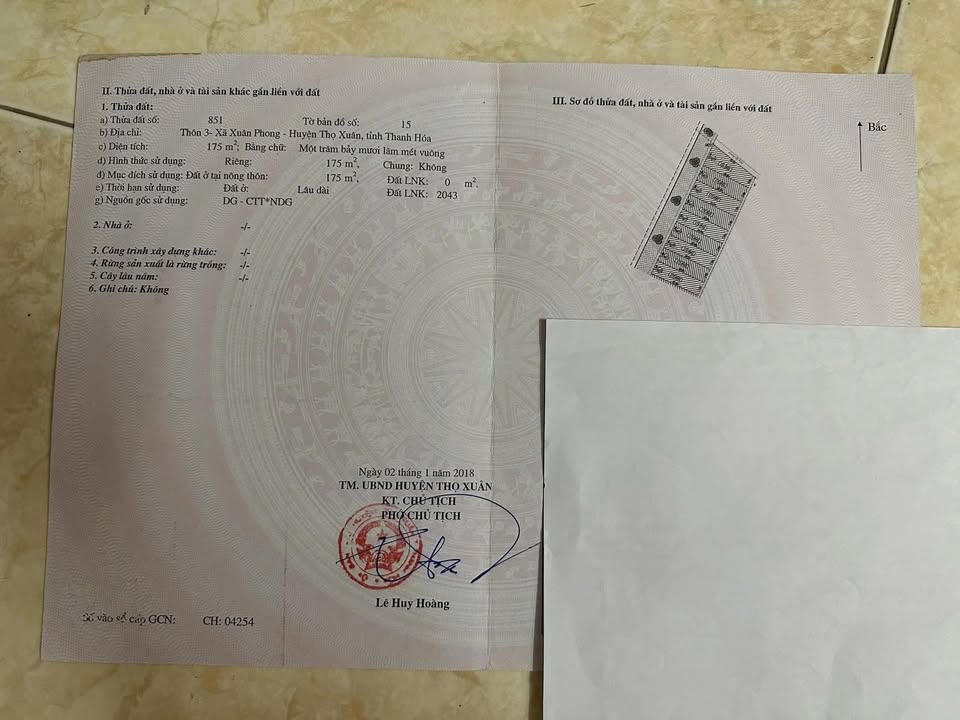 II. Thửa đất, nhà ở và tài sản khác gắn liền với đất
1. Thửa đất:
a) Thửa đất số: 851 Tờ bản đồ số: 15
b) Địa chỉ: Thôn 3- Xã Xuân Phong - Huyện Thọ Xuân, tỉnh Thanh Hóa
c) Diện tích: 175 m², Bằng chữ: Một trăm bảy mươi lăm mét vuông
d) Hình thức sử dụng: Riêng: 175 m², Chung: Không
đ) Mục đích sử dụng: Đất ở tại nông thôn: 175 m², Đất LNK: 0 m².
e) Thời hạn sử dụng: Đất ở: Lâu dài Đất LNK: 2043
g) Nguồn gốc sử dụng: DG - CTT*NDG
2. Nhà ở: -/-
3. Công trình xây dựng khác: -/-
4. Rừng sản xuất là rừng trồng: -/-
5. Cây lâu năm: -/-
6. Ghi chú: Không
Ngày 02 tháng 1 năm 2018
TM. UBND HUYỆN THỌ XUÂN
KT. CHỦ TỊCH
PHÓ CHỦ TỊCH
Lê Huy Hoàng
Số vào sổ cấp GCN: CH: 04254
III. Sơ đồ thửa đất, nhà ở và tài sản gắn liền với đất
Bắc